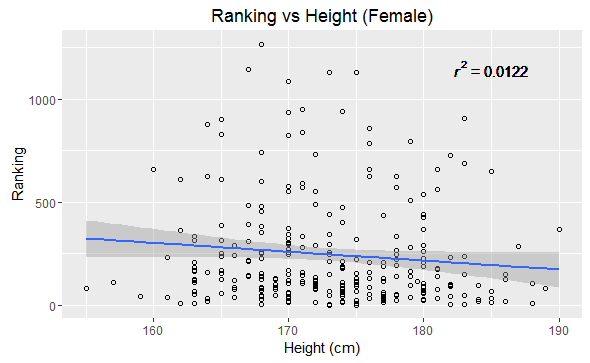 Ranking vs Height (Female)
r² = 0.0122
1000
500
0
Ranking
160 170 180 190
Height (cm)